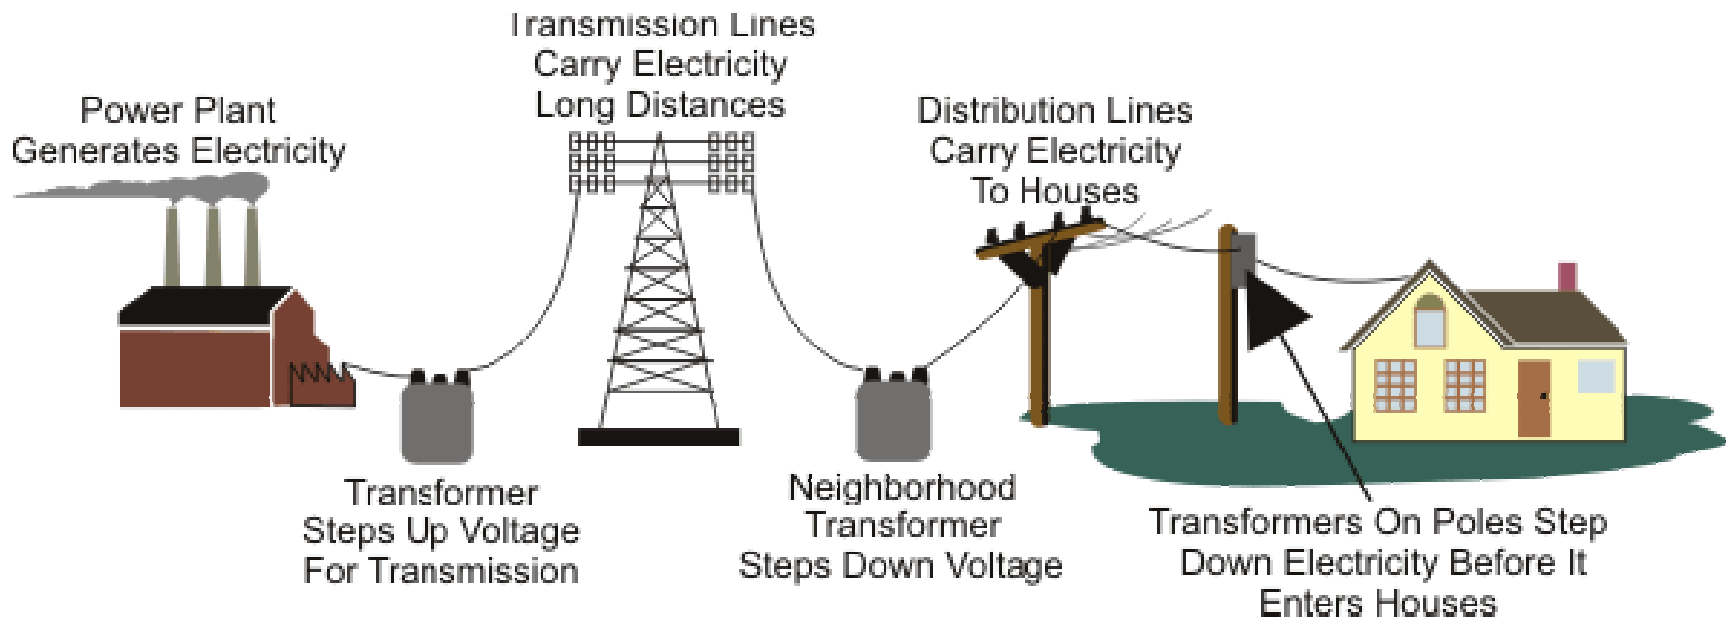 Power Plant
Generates Electricity
Transmission Lines
Carry Electricity
Long Distances
Distribution Lines
Carry Electricity
To Houses
Transformer
Steps Up Voltage
For Transmission
Neighborhood
Transformer
Steps Down Voltage
Transformers On Poles Step
Down Electricity Before It
Enters Houses